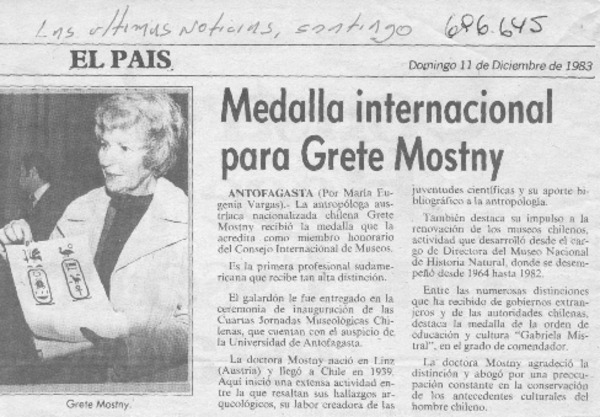 Las ultimas Noticias, santiago 686.645
EL PAIS
Domingo 11 de Diciembre de 1983
Medalla internacional
para Grete Mostny
ANTOFAGASTA (Por María Eu-
genia Vargas).- La antropóloga aus-
tríaca nacionalizada chilena Grete
Mostny recibió la medalla que la
acredita como miembro honorario
del Consejo Internacional de Museos.
Es la primera profesional sudame-
ricana que recibe tan alta distinción.
El galardón le fue entregado en la
ceremonia de inauguración de las
Cuartas Jornadas Museológicas Chi-
lenas, que cuentan con el auspicio de
la Universidad de Antofagasta.
La doctora Mostny nació en Linz
(Austria) y llegó a Chile en 1939.
Aquí inició una extensa actividad en-
tre la que resaltan sus hallazgos ar-
queológicos, su labor creadora de las
juventudes científicas y su aporte bi-
bliográfico a la antropología.
También destaca su impulso a la
renovación de los museos chilenos,
actividad que desarrolló desde el car-
go de Directora del Museo Nacional
de Historia Natural, donde se desem-
peñó desde 1964 hasta 1982.
Entre las numerosas distinciones
que ha recibido de gobiernos extran-
jeros y de las autoridades chilenas,
destaca la medalla de la orden de
educación y cultura "Gabriela Mis-
tral", en el grado de comendador.
La doctora Mostny agradeció la
distinción y abogó por una preocu-
pación constante en la conservación
de los antecedentes culturales del
hombre chileno.
Grete Mostny.